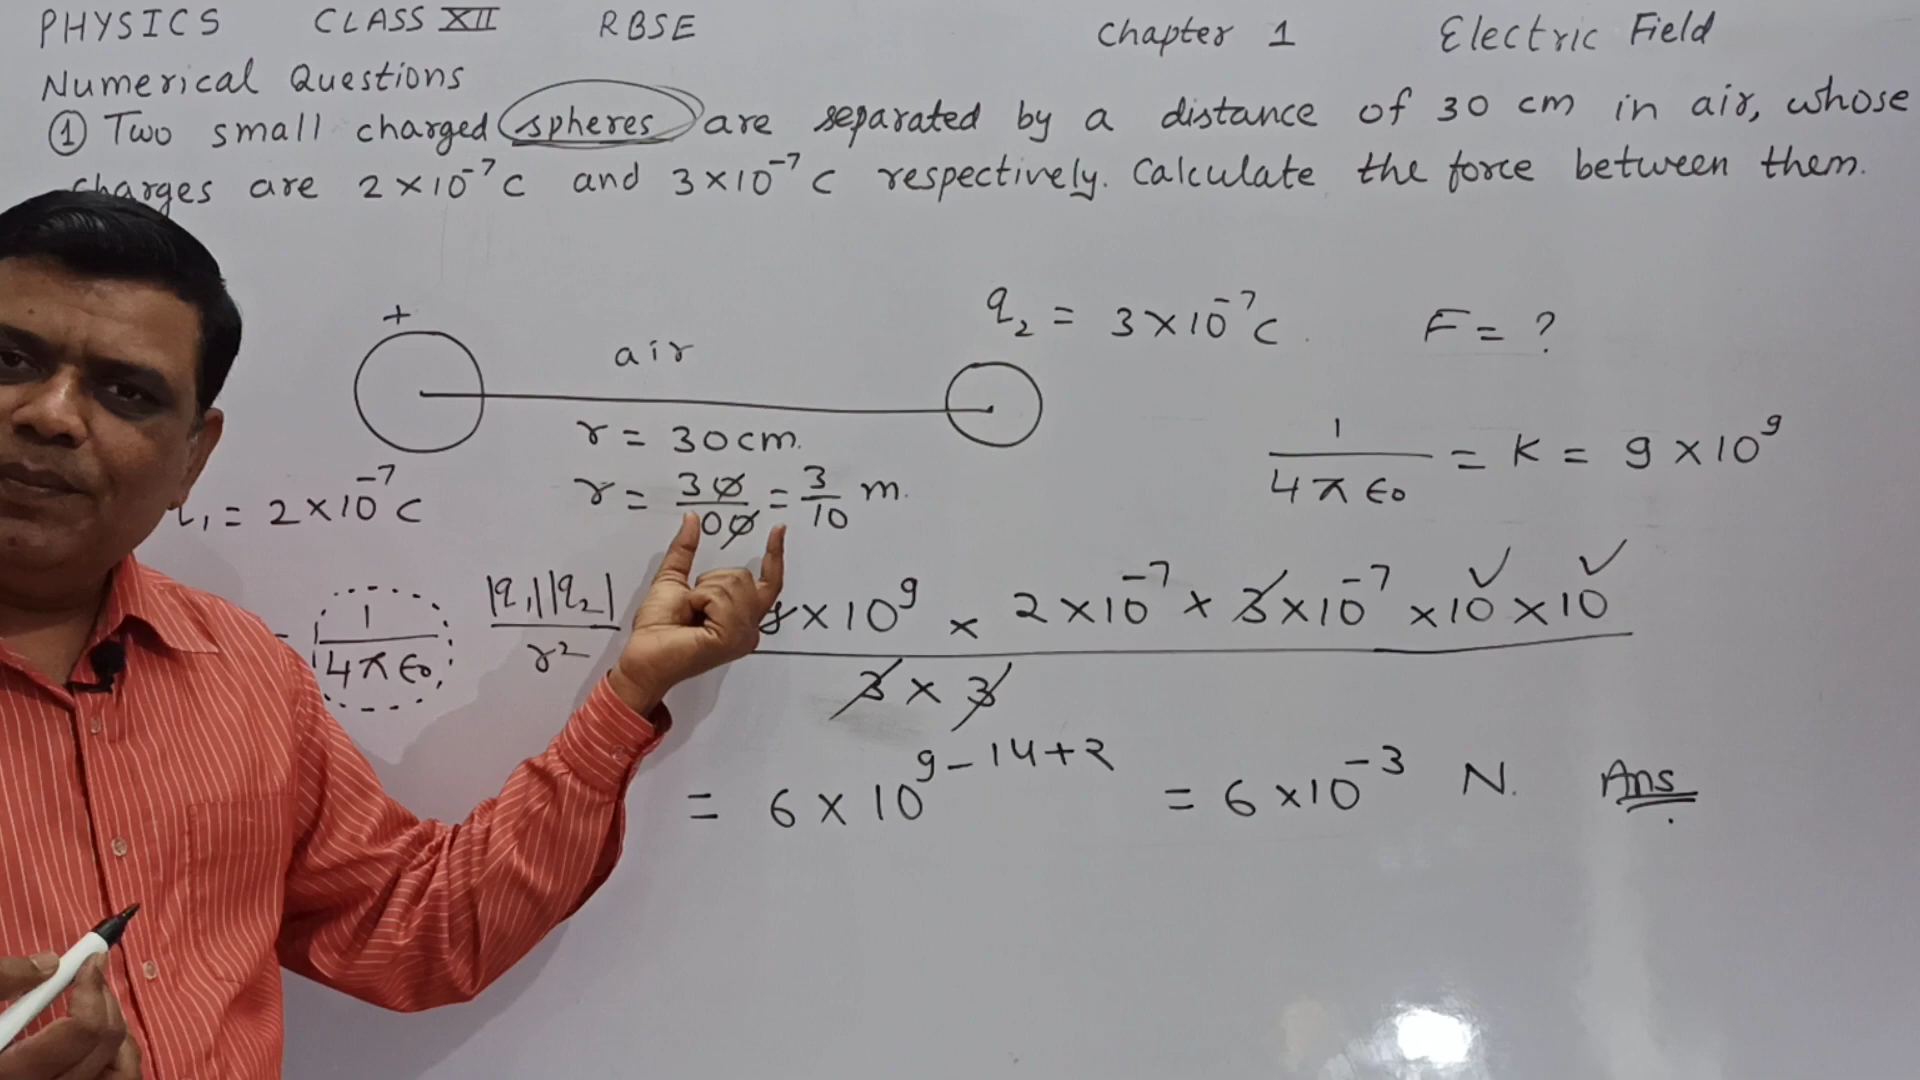 PHYSICS CLASS XII RBSE Chapter 1 Electric Field
Numerical Questions
① Two small charged spheres are separated by a distance of 30 cm in air, whose
charges are 2×10⁻⁷C and 3×10⁻⁷C respectively. Calculate the force between them.
+
air
q₂ = 3×10⁻⁷C. F = ?
r = 30cm.
1/4πϵ₀ = K = 9×10⁹
r = 30/100 = 3/10 m.
q₁ = 2×10⁻⁷C
= 1/4πϵ₀ |q₁||q₂|/r²
×10⁹ × 2×10⁻⁷ × 3×10⁻⁷ ×10×10
3 × 3
= 6×10⁹⁻¹⁴⁺² = 6×10⁻³ N. Ans.